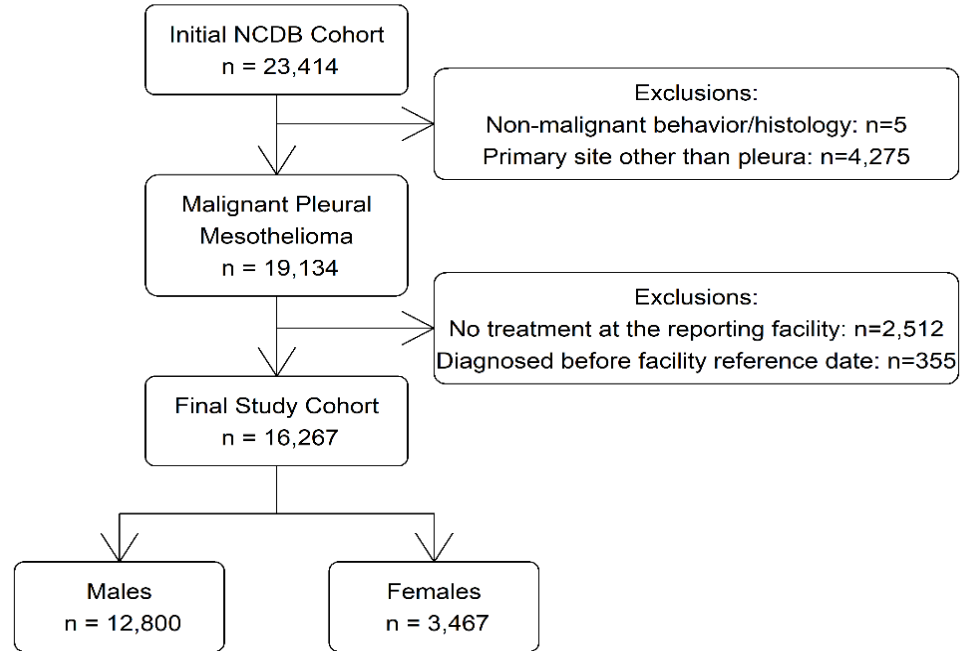 Initial NCDB Cohort
n = 23,414
Exclusions:
Non-malignant behavior/histology: n=5
Primary site other than pleura: n=4,275
Malignant Pleural
Mesothelioma
n = 19,134
Exclusions:
No treatment at the reporting facility: n=2,512
Diagnosed before facility reference date: n=355
Final Study Cohort
n = 16,267
Males
n = 12,800
Females
n = 3,467